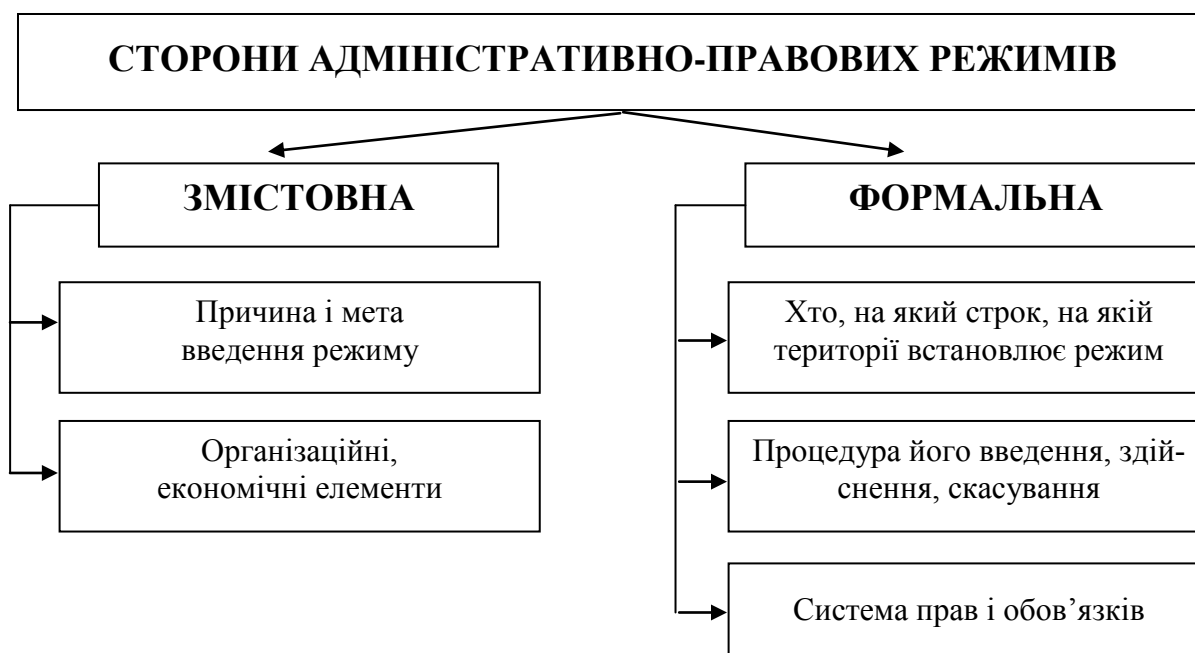 СТОРОНИ АДМІНІСТРАТИВНО-ПРАВОВИХ РЕЖИМІВ
ЗМІСТОВНА
Причина і мета
введення режиму
Організаційні,
економічні елементи
ФОРМАЛЬНА
Хто, на який строк, на якій
території встановлює режим
Процедура його введення, здій-
снення, скасування
Система прав і обов’язків